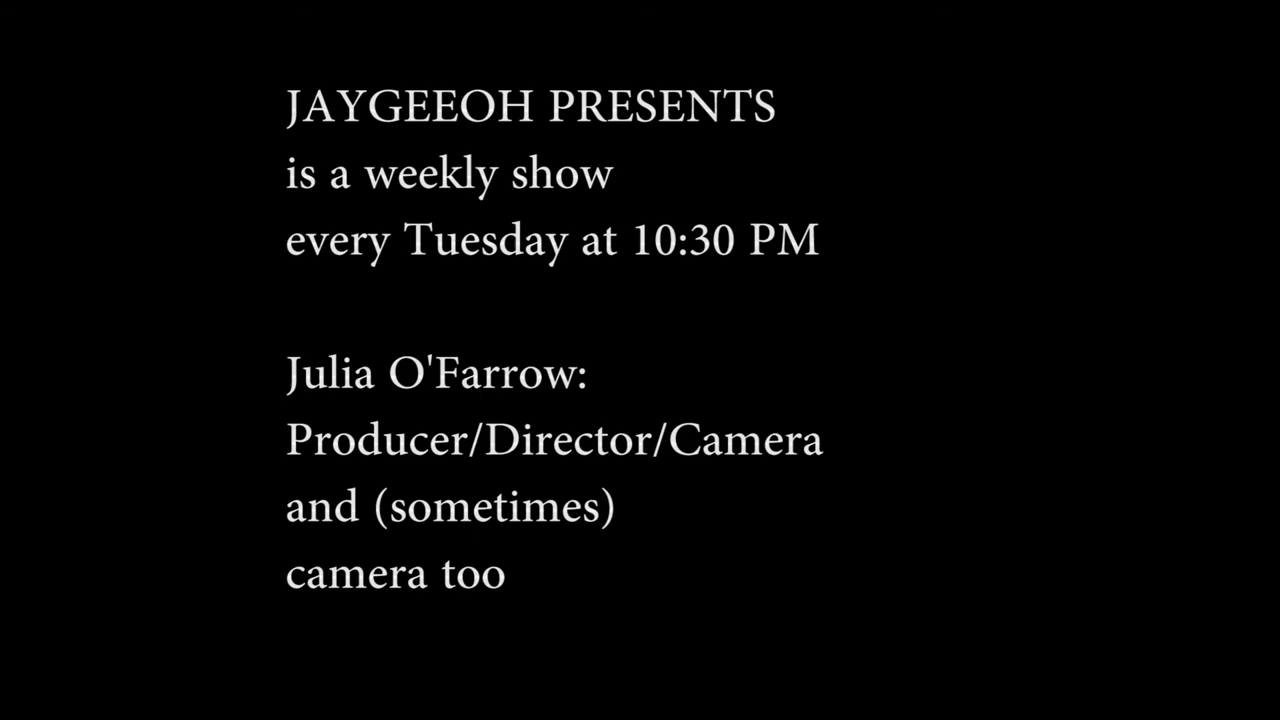 JAYGEEOH PRESENTS
is a weekly show
every Tuesday at 10:30 PM
Julia O'Farrow:
Producer/Director/Camera
and (sometimes)
camera too